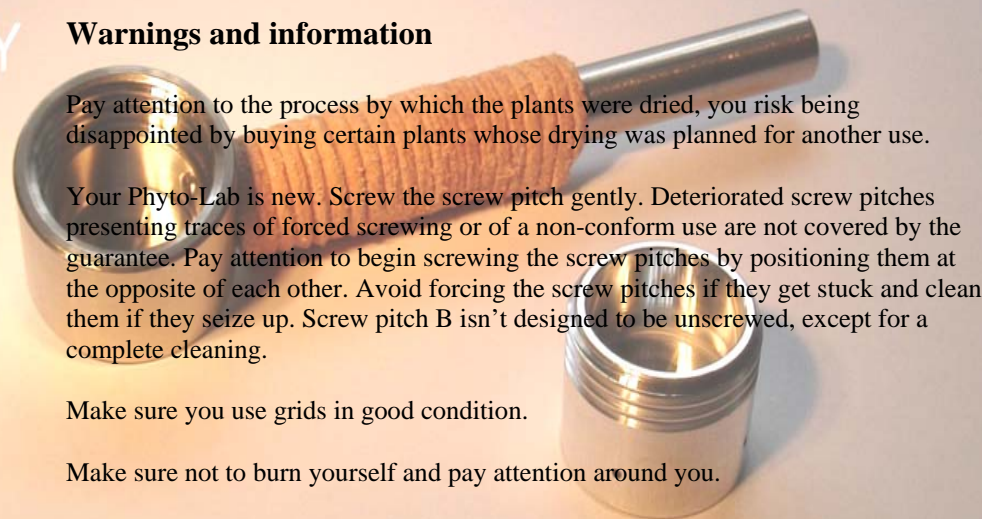 Y
Warnings and information
Pay attention to the process by which the plants were dried, you risk being
disappointed by buying certain plants whose drying was planned for another use.
Your Phyto-Lab is new. Screw the screw pitch gently. Deteriorated screw pitches
presenting traces of forced screwing or of a non-conform use are not covered by the
guarantee. Pay attention to begin screwing the screw pitches by positioning them at
the opposite of each other. Avoid forcing the screw pitches if they get stuck and clean
them if they seize up. Screw pitch B isn’t designed to be unscrewed, except for a
complete cleaning.
Make sure you use grids in good condition.
Make sure not to burn yourself and pay attention around you.